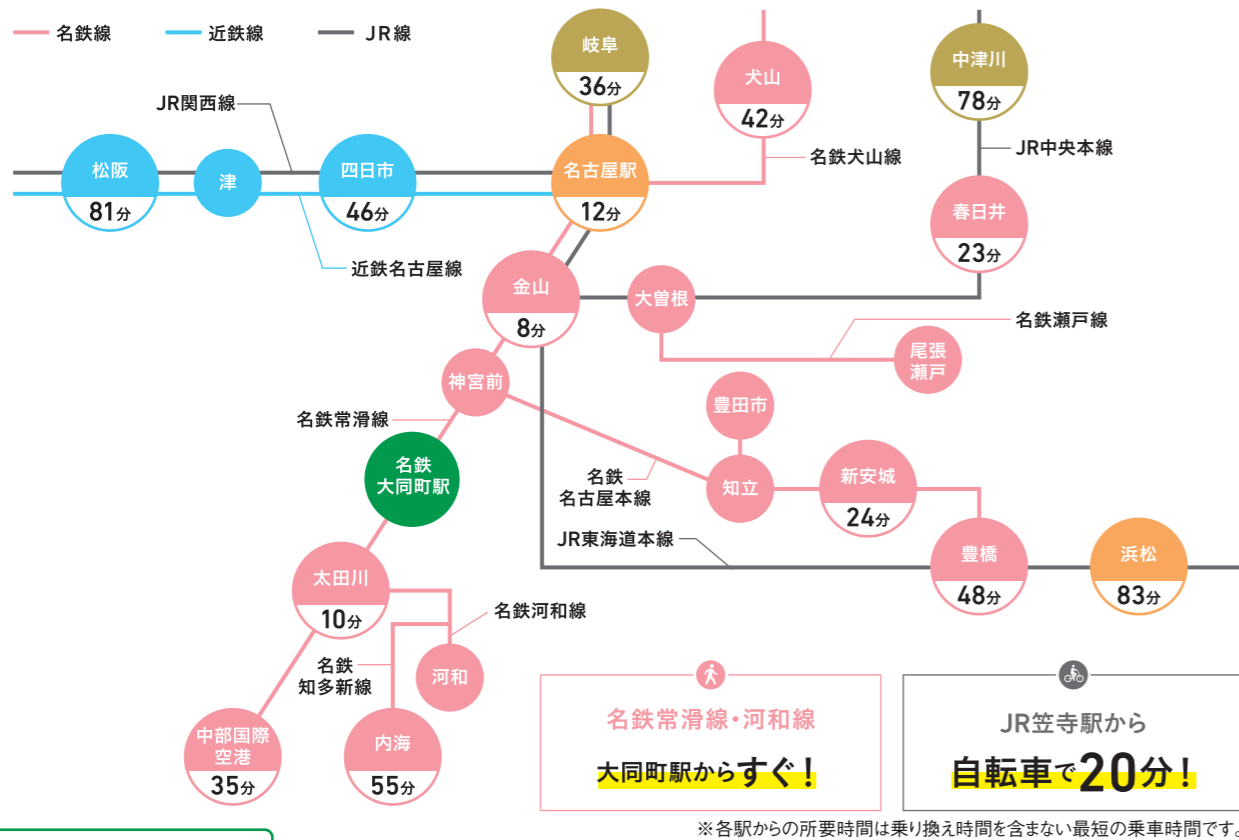 名鉄線
近鉄線
JR線
岐阜
36分
犬山
42分
中津川
78分
JR関西線
名鉄犬山線
JR中央本線
松阪
81分
津
四日市
46分
名古屋駅
12分
春日井
23分
近鉄名古屋線
金山
8分
大曽根
名鉄瀬戸線
尾張
瀬戸
神宮前
名鉄常滑線
豊田市
名鉄
大同町駅
名鉄
名古屋本線
知立
新安城
24分
JR東海道本線
豊橋
48分
浜松
83分
太田川
10分
名鉄河和線
名鉄
知多新線
河和
中部国際
空港
35分
内海
55分
名鉄常滑線・河和線
大同町駅からすぐ!
JR笠寺駅から
自転車で20分!
※各駅からの所要時間は乗り換え時間を含まない最短の乗車時間です。